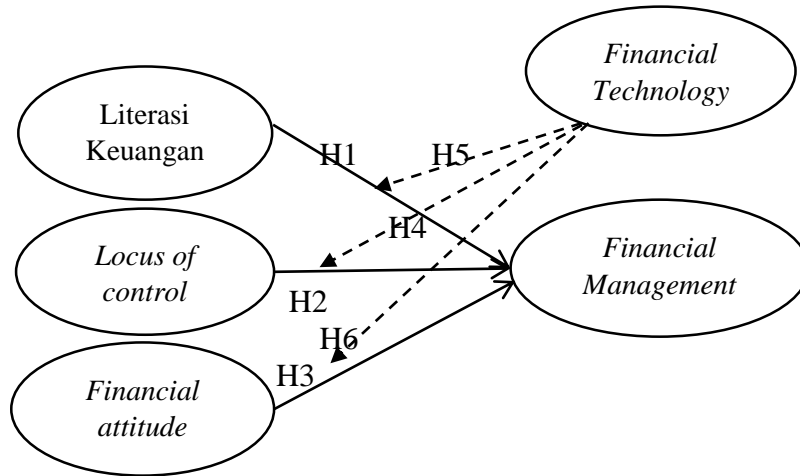 Financial
Technology
Literasi
Keuangan
H1
H5
H4
Locus of
control
Financial
Management
H2
H6
H3
Financial
attitude